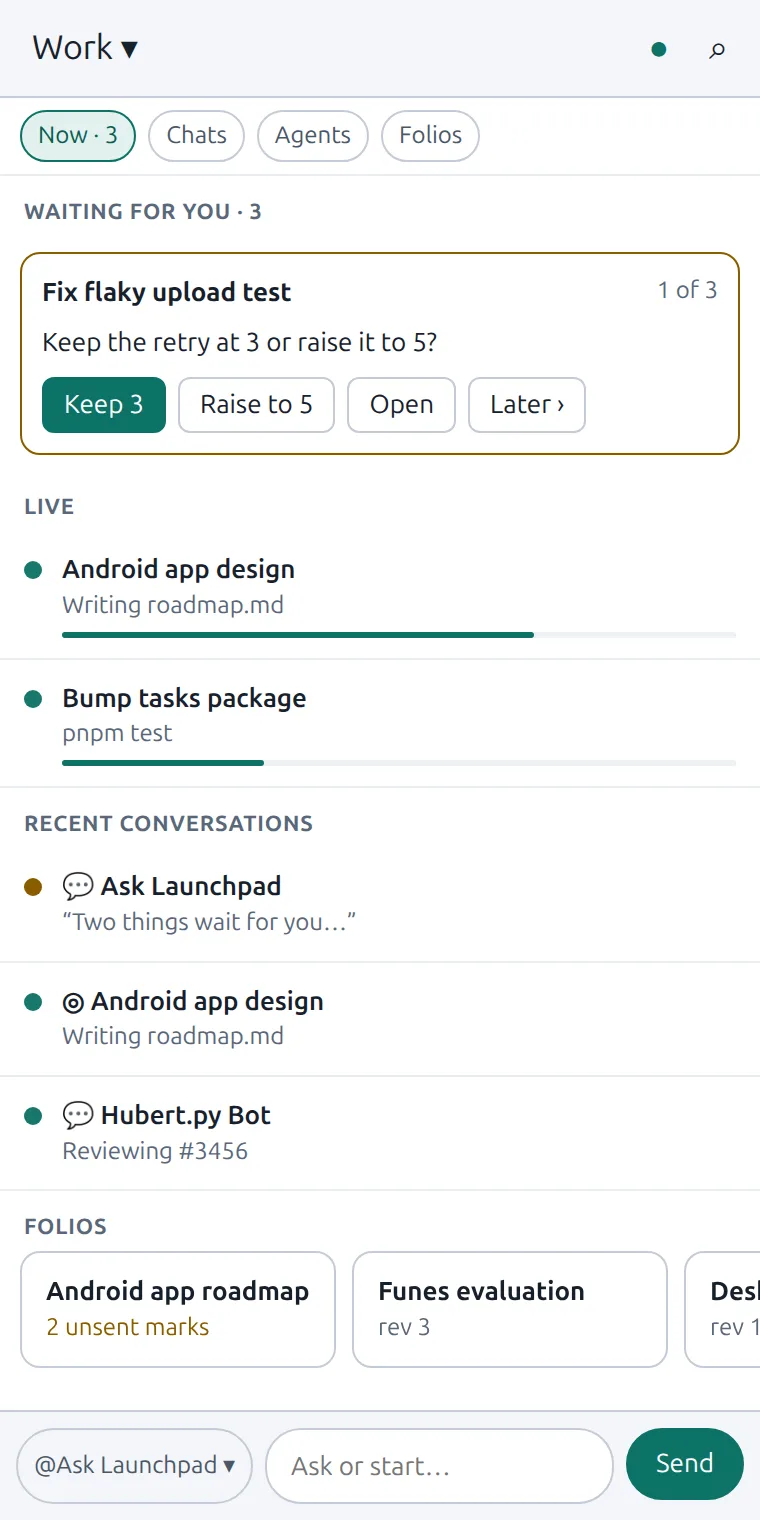 Work ▾
Now · 3
Chats
Agents
Folios
WAITING FOR YOU · 3
Fix flaky upload test
1 of 3
Keep the retry at 3 or raise it to 5?
Keep 3
Raise to 5
Open
Later ›
LIVE
Android app design
Writing roadmap.md
Bump tasks package
pnpm test
RECENT CONVERSATIONS
💬 Ask Launchpad
“Two things wait for you…”
◎ Android app design
Writing roadmap.md
💬 Hubert.py Bot
Reviewing #3456
FOLIOS
Android app roadmap
2 unsent marks
Funes evaluation
rev 3
rev 1
@Ask Launchpad ▾
Ask or start…
Send